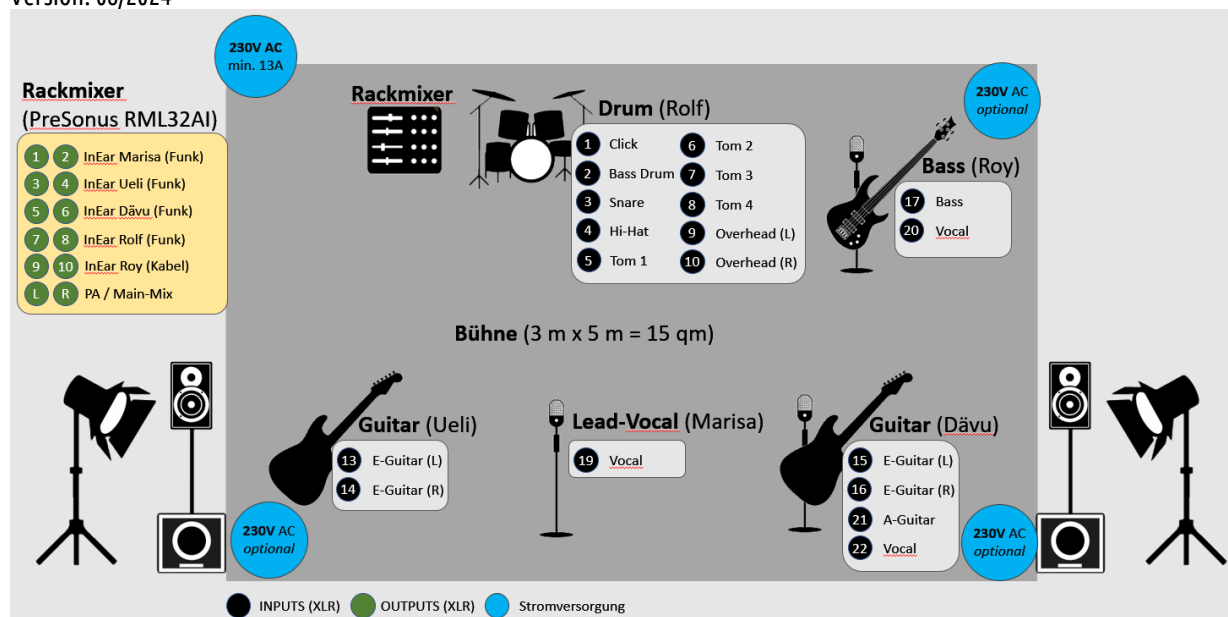 Version: 08/2024
230V AC
min. 13A
Rackmixer
(PreSonus RML32AI)
1 2 InEar Marisa (Funk)
3 4 InEar Ueli (Funk)
5 6 InEar Dävu (Funk)
7 8 InEar Rolf (Funk)
9 10 InEar Roy (Kabel)
L R PA / Main-Mix
Rackmixer
Drum (Rolf)
1 Click
2 Bass Drum
3 Snare
4 Hi-Hat
5 Tom 1
6 Tom 2
7 Tom 3
8 Tom 4
9 Overhead (L)
10 Overhead (R)
230V AC
optional
Bass (Roy)
17 Bass
20 Vocal
Bühne (3 m x 5 m = 15 qm)
Guitar (Ueli)
13 E-Guitar (L)
14 E-Guitar (R)
230V AC
optional
Lead-Vocal (Marisa)
19 Vocal
Guitar (Dävu)
15 E-Guitar (L)
16 E-Guitar (R)
21 A-Guitar
22 Vocal
230V AC
optional
INPUTS (XLR) OUTPUTS (XLR) Stromversorgung